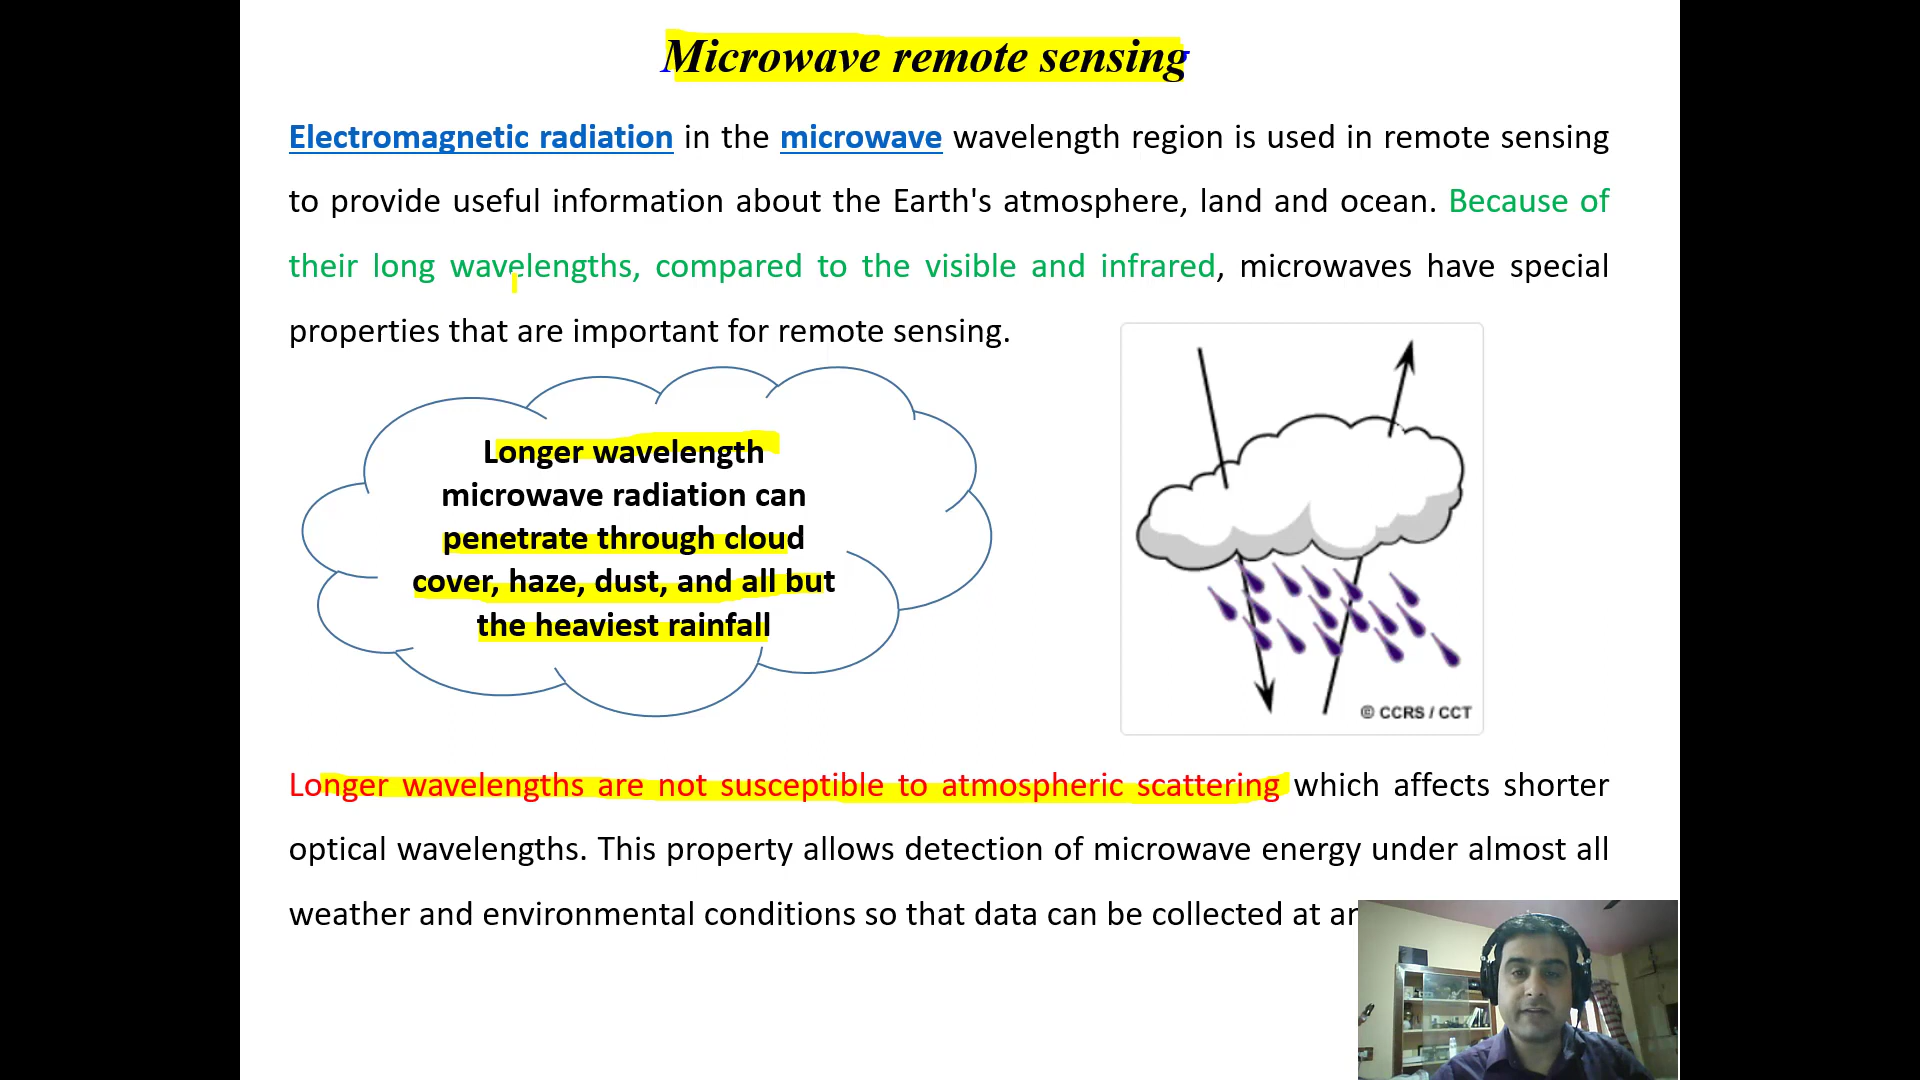 Microwave remote sensing
Electromagnetic radiation in the microwave wavelength region is used in remote sensing
to provide useful information about the Earth's atmosphere, land and ocean. Because of
their long wavelengths, compared to the visible and infrared, microwaves have special
properties that are important for remote sensing.
Longer wavelength
microwave radiation can
penetrate through cloud
cover, haze, dust, and all but
the heaviest rainfall
© CCRS / CCT
Longer wavelengths are not susceptible to atmospheric scattering which affects shorter
optical wavelengths. This property allows detection of microwave energy under almost all
weather and environmental conditions so that data can be collected at